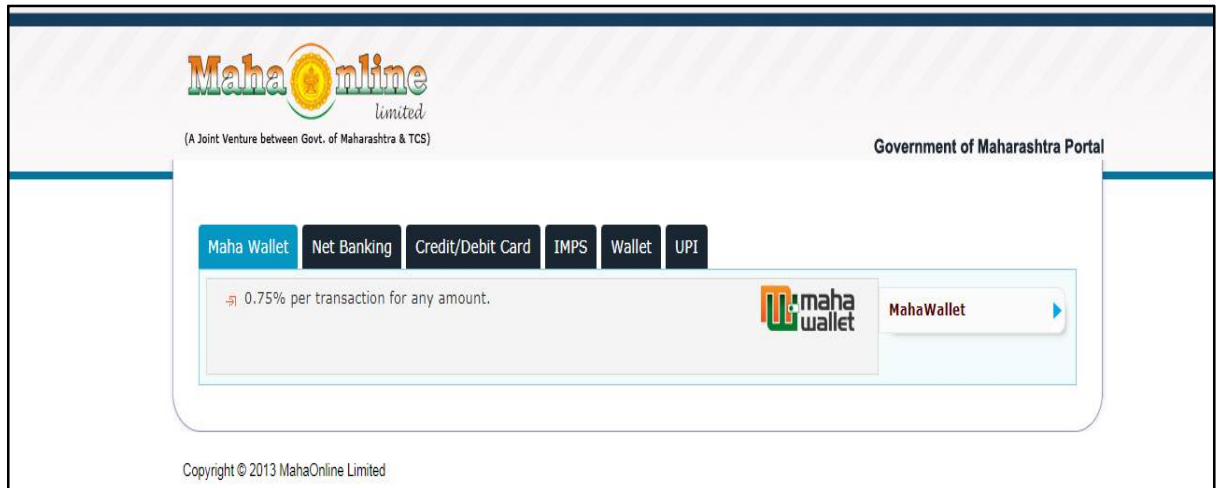 MahaOnline
limited
(A Joint Venture between Govt. of Maharashtra & TCS)
Government of Maharashtra Portal
Maha Wallet Net Banking Credit/Debit Card IMPS Wallet UPI
0.75% per transaction for any amount.
maha
wallet
MahaWallet
Copyright © 2013 MahaOnline Limited